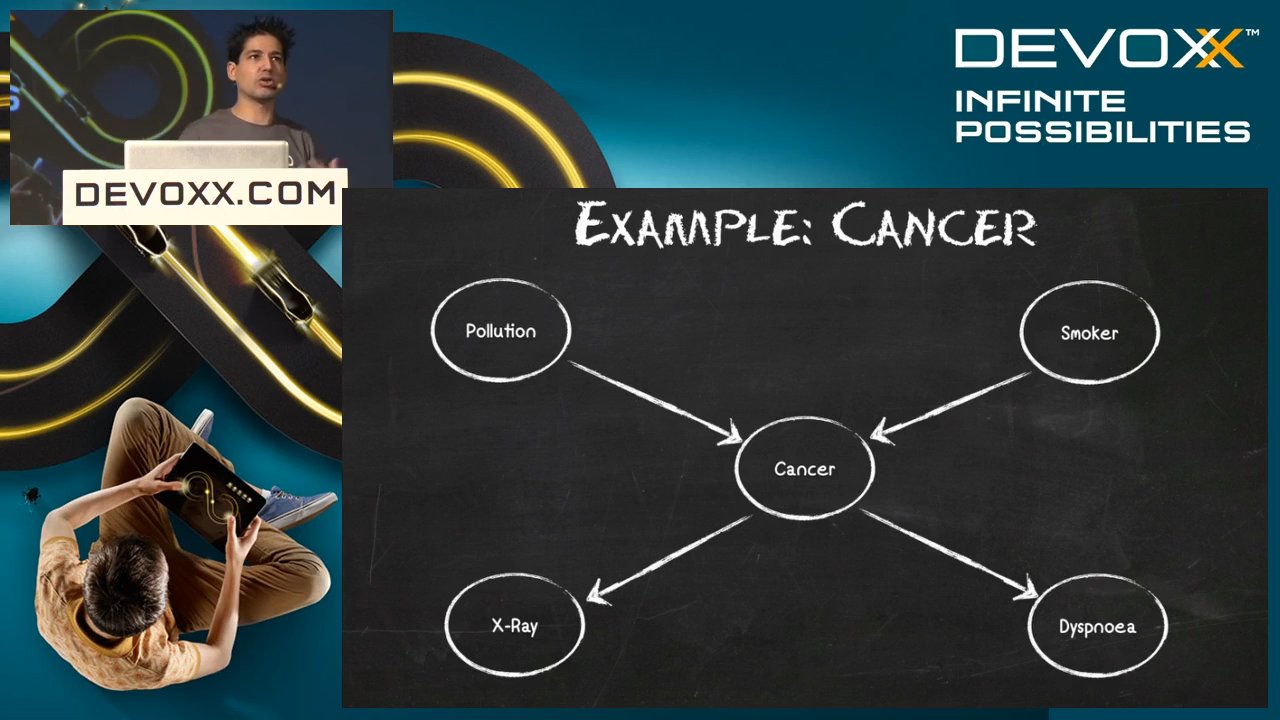 DEVOXX™
INFINITE
POSSIBILITIES
DEVOXX.COM
EXAMPLE: CANCER
Pollution
Smoker
Cancer
X-Ray
Dyspnoea